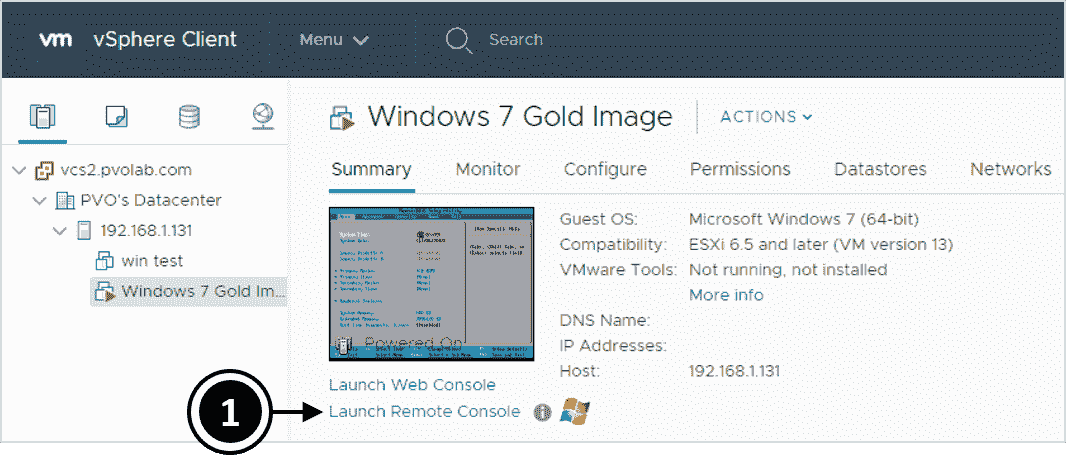 vm vSphere Client Menu Search
Windows 7 Gold Image ACTIONS
Summary Monitor Configure Permissions Datastores Networks
vcs2.pvolab.com
PVO's Datacenter
192.168.1.131
win test
Windows 7 Gold Im...
Powered On
Guest OS: Microsoft Windows 7 (64-bit)
Compatibility: ESXi 6.5 and later (VM version 13)
VMware Tools: Not running, not installed
More info
DNS Name:
IP Addresses:
Host: 192.168.1.131
Launch Web Console
1 Launch Remote Console